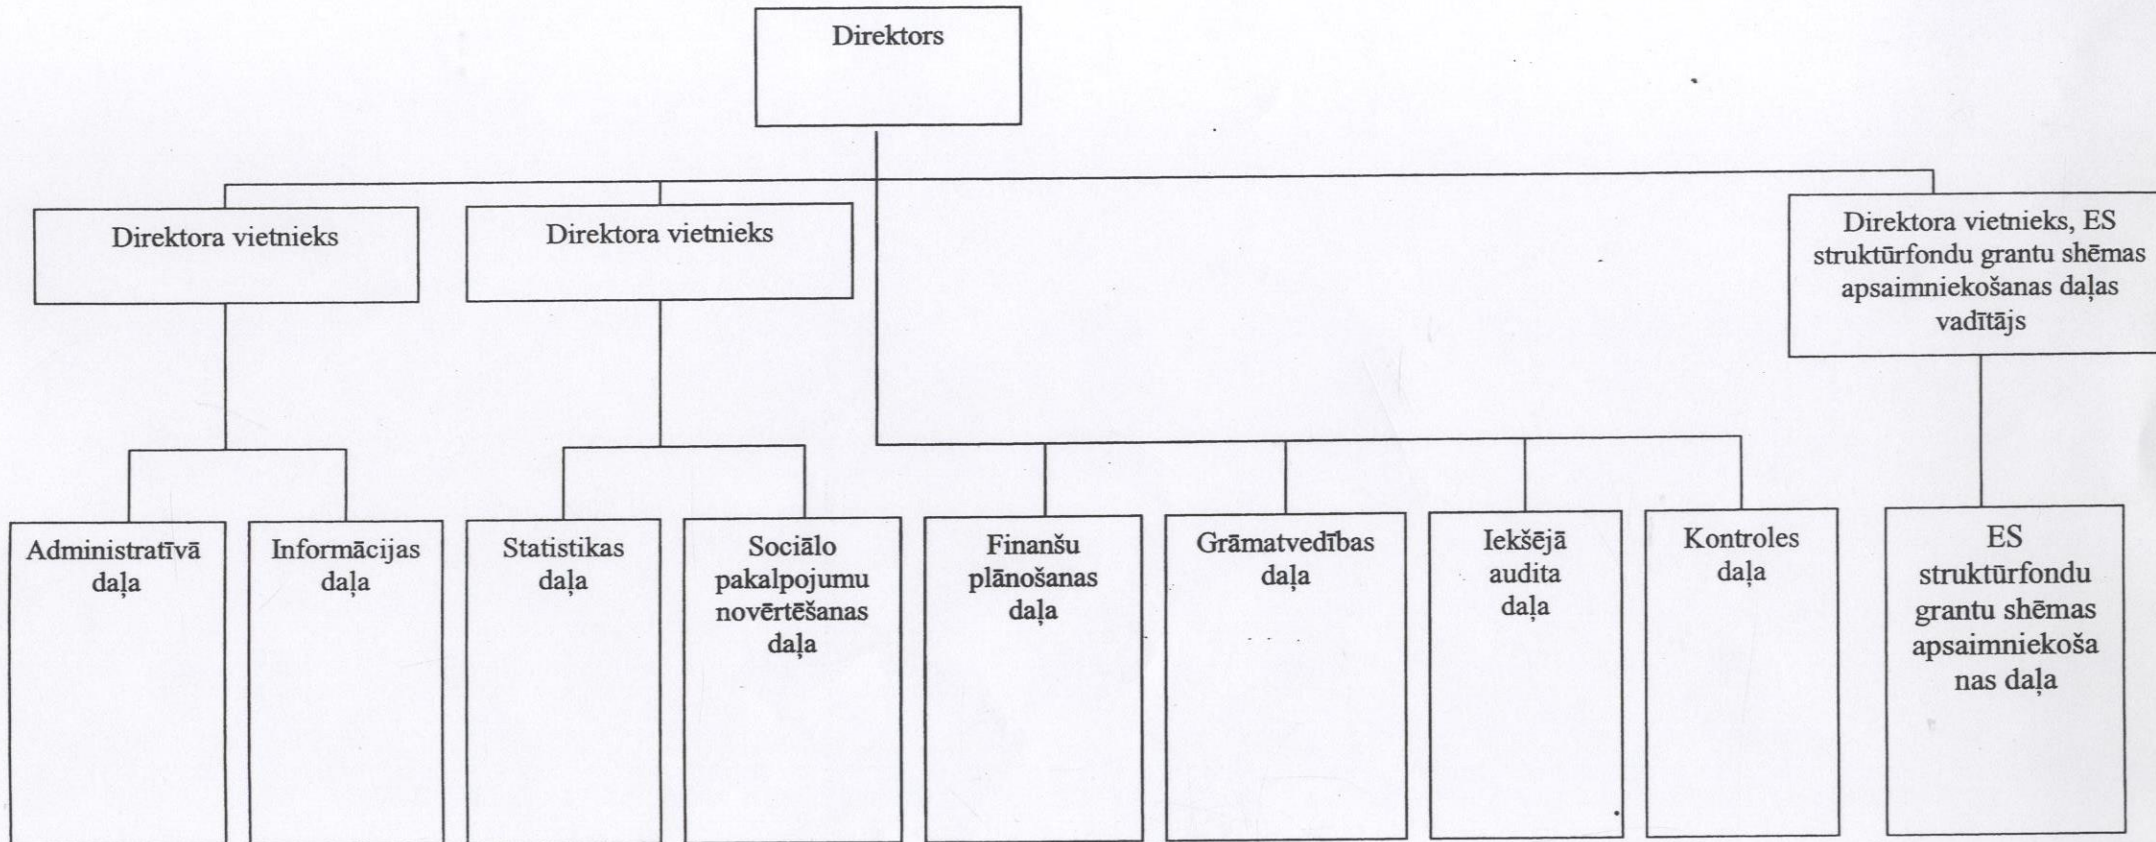 Direktors
Direktora vietnieks
Direktora vietnieks
Direktora vietnieks, ES
struktūrfondu grantu shēmas
apsaimniekošanas daļas
vadītājs
Administratīvā
daļa
Informācijas
daļa
Statistikas
daļa
Sociālo
pakalpojumu
novērtēšanas
daļa
Finanšu
plānošanas
daļa
Grāmatvedības
daļa
Iekšējā
audita
daļa
Kontroles
daļa
ES
struktūrfondu
grantu shēmas
apsaimniekoša
nas daļa